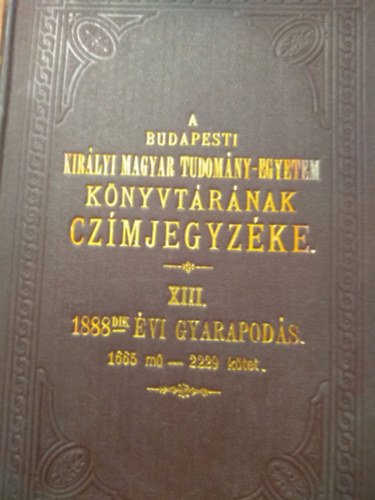 A
BUDAPESTI
KIRÁLYI MAGYAR TUDOMÁNY-EGYETEM
KÖNYVTÁRÁNAK
CZÍMJEGYZÉKE.
XIII.
1888DIK ÉVI GYARAPODÁS.
1665 mű — 2229 kötet.